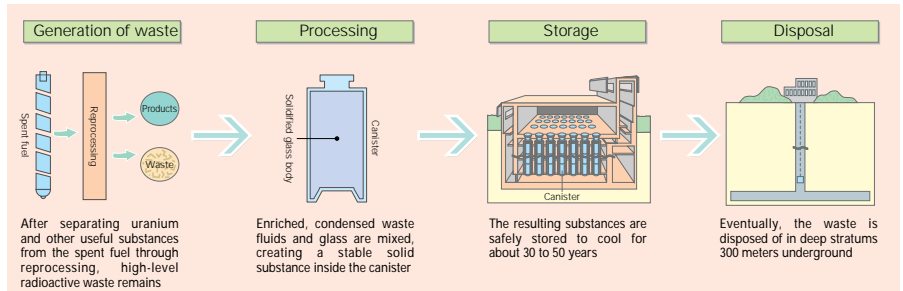 Generation of waste
Processing
Storage
Disposal
Spent fuel
Reprocessing
Products
Waste
Solidified glass body
Canister
Canister
After separating uranium
and other useful substances
from the spent fuel through
reprocessing, high-level
radioactive waste remains
Enriched, condensed waste
fluids and glass are mixed,
creating a stable solid
substance inside the canister
The resulting substances are
safely stored to cool for
about 30 to 50 years
Eventually, the waste is
disposed of in deep stratums
300 meters underground